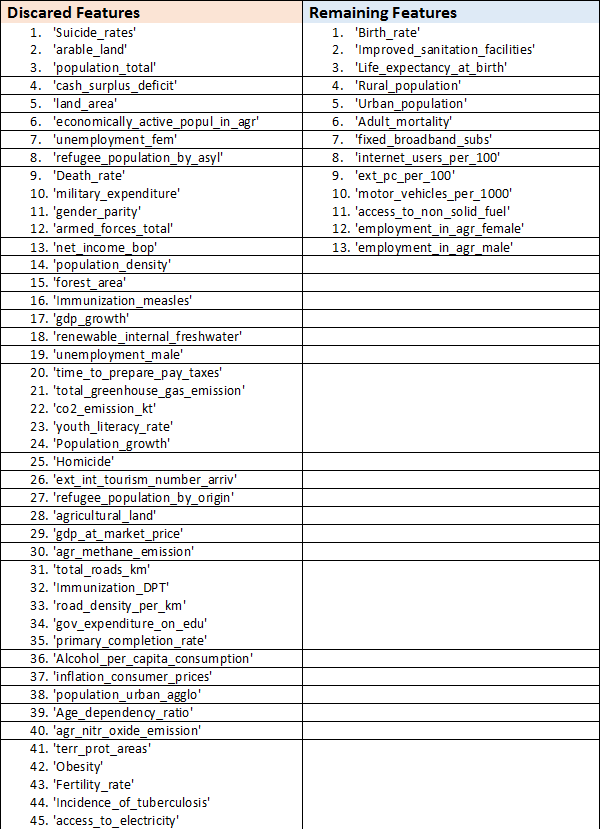 Discared Features
1. 'Suicide_rates'
2. 'arable_land'
3. 'population_total'
4. 'cash_surplus_deficit'
5. 'land_area'
6. 'economically_active_popul_in_agr'
7. 'unemployment_fem'
8. 'refugee_population_by_asyl'
9. 'Death_rate'
10. 'military_expenditure'
11. 'gender_parity'
12. 'armed_forces_total'
13. 'net_income_bop'
14. 'population_density'
15. 'forest_area'
16. 'Immunization_measles'
17. 'gdp_growth'
18. 'renewable_internal_freshwater'
19. 'unemployment_male'
20. 'time_to_prepare_pay_taxes'
21. 'total_greenhouse_gas_emission'
22. 'co2_emission_kt'
23. 'youth_literacy_rate'
24. 'Population_growth'
25. 'Homicide'
26. 'ext_int_tourism_number_arriv'
27. 'refugee_population_by_origin'
28. 'agricultural_land'
29. 'gdp_at_market_price'
30. 'agr_methane_emission'
31. 'total_roads_km'
32. 'Immunization_DPT'
33. 'road_density_per_km'
34. 'gov_expenditure_on_edu'
35. 'primary_completion_rate'
36. 'Alcohol_per_capita_consumption'
37. 'inflation_consumer_prices'
38. 'population_urban_agglo'
39. 'Age_dependency_ratio'
40. 'agr_nitr_oxide_emission'
41. 'terr_prot_areas'
42. 'Obesity'
43. 'Fertility_rate'
44. 'Incidence_of_tuberculosis'
45. 'access_to_electricity'
Remaining Features
1. 'Birth_rate'
2. 'Improved_sanitation_facilities'
3. 'Life_expectancy_at_birth'
4. 'Rural_population'
5. 'Urban_population'
6. 'Adult_mortality'
7. 'fixed_broadband_subs'
8. 'internet_users_per_100'
9. 'ext_pc_per_100'
10. 'motor_vehicles_per_1000'
11. 'access_to_non_solid_fuel'
12. 'employment_in_agr_female'
13. 'employment_in_agr_male'